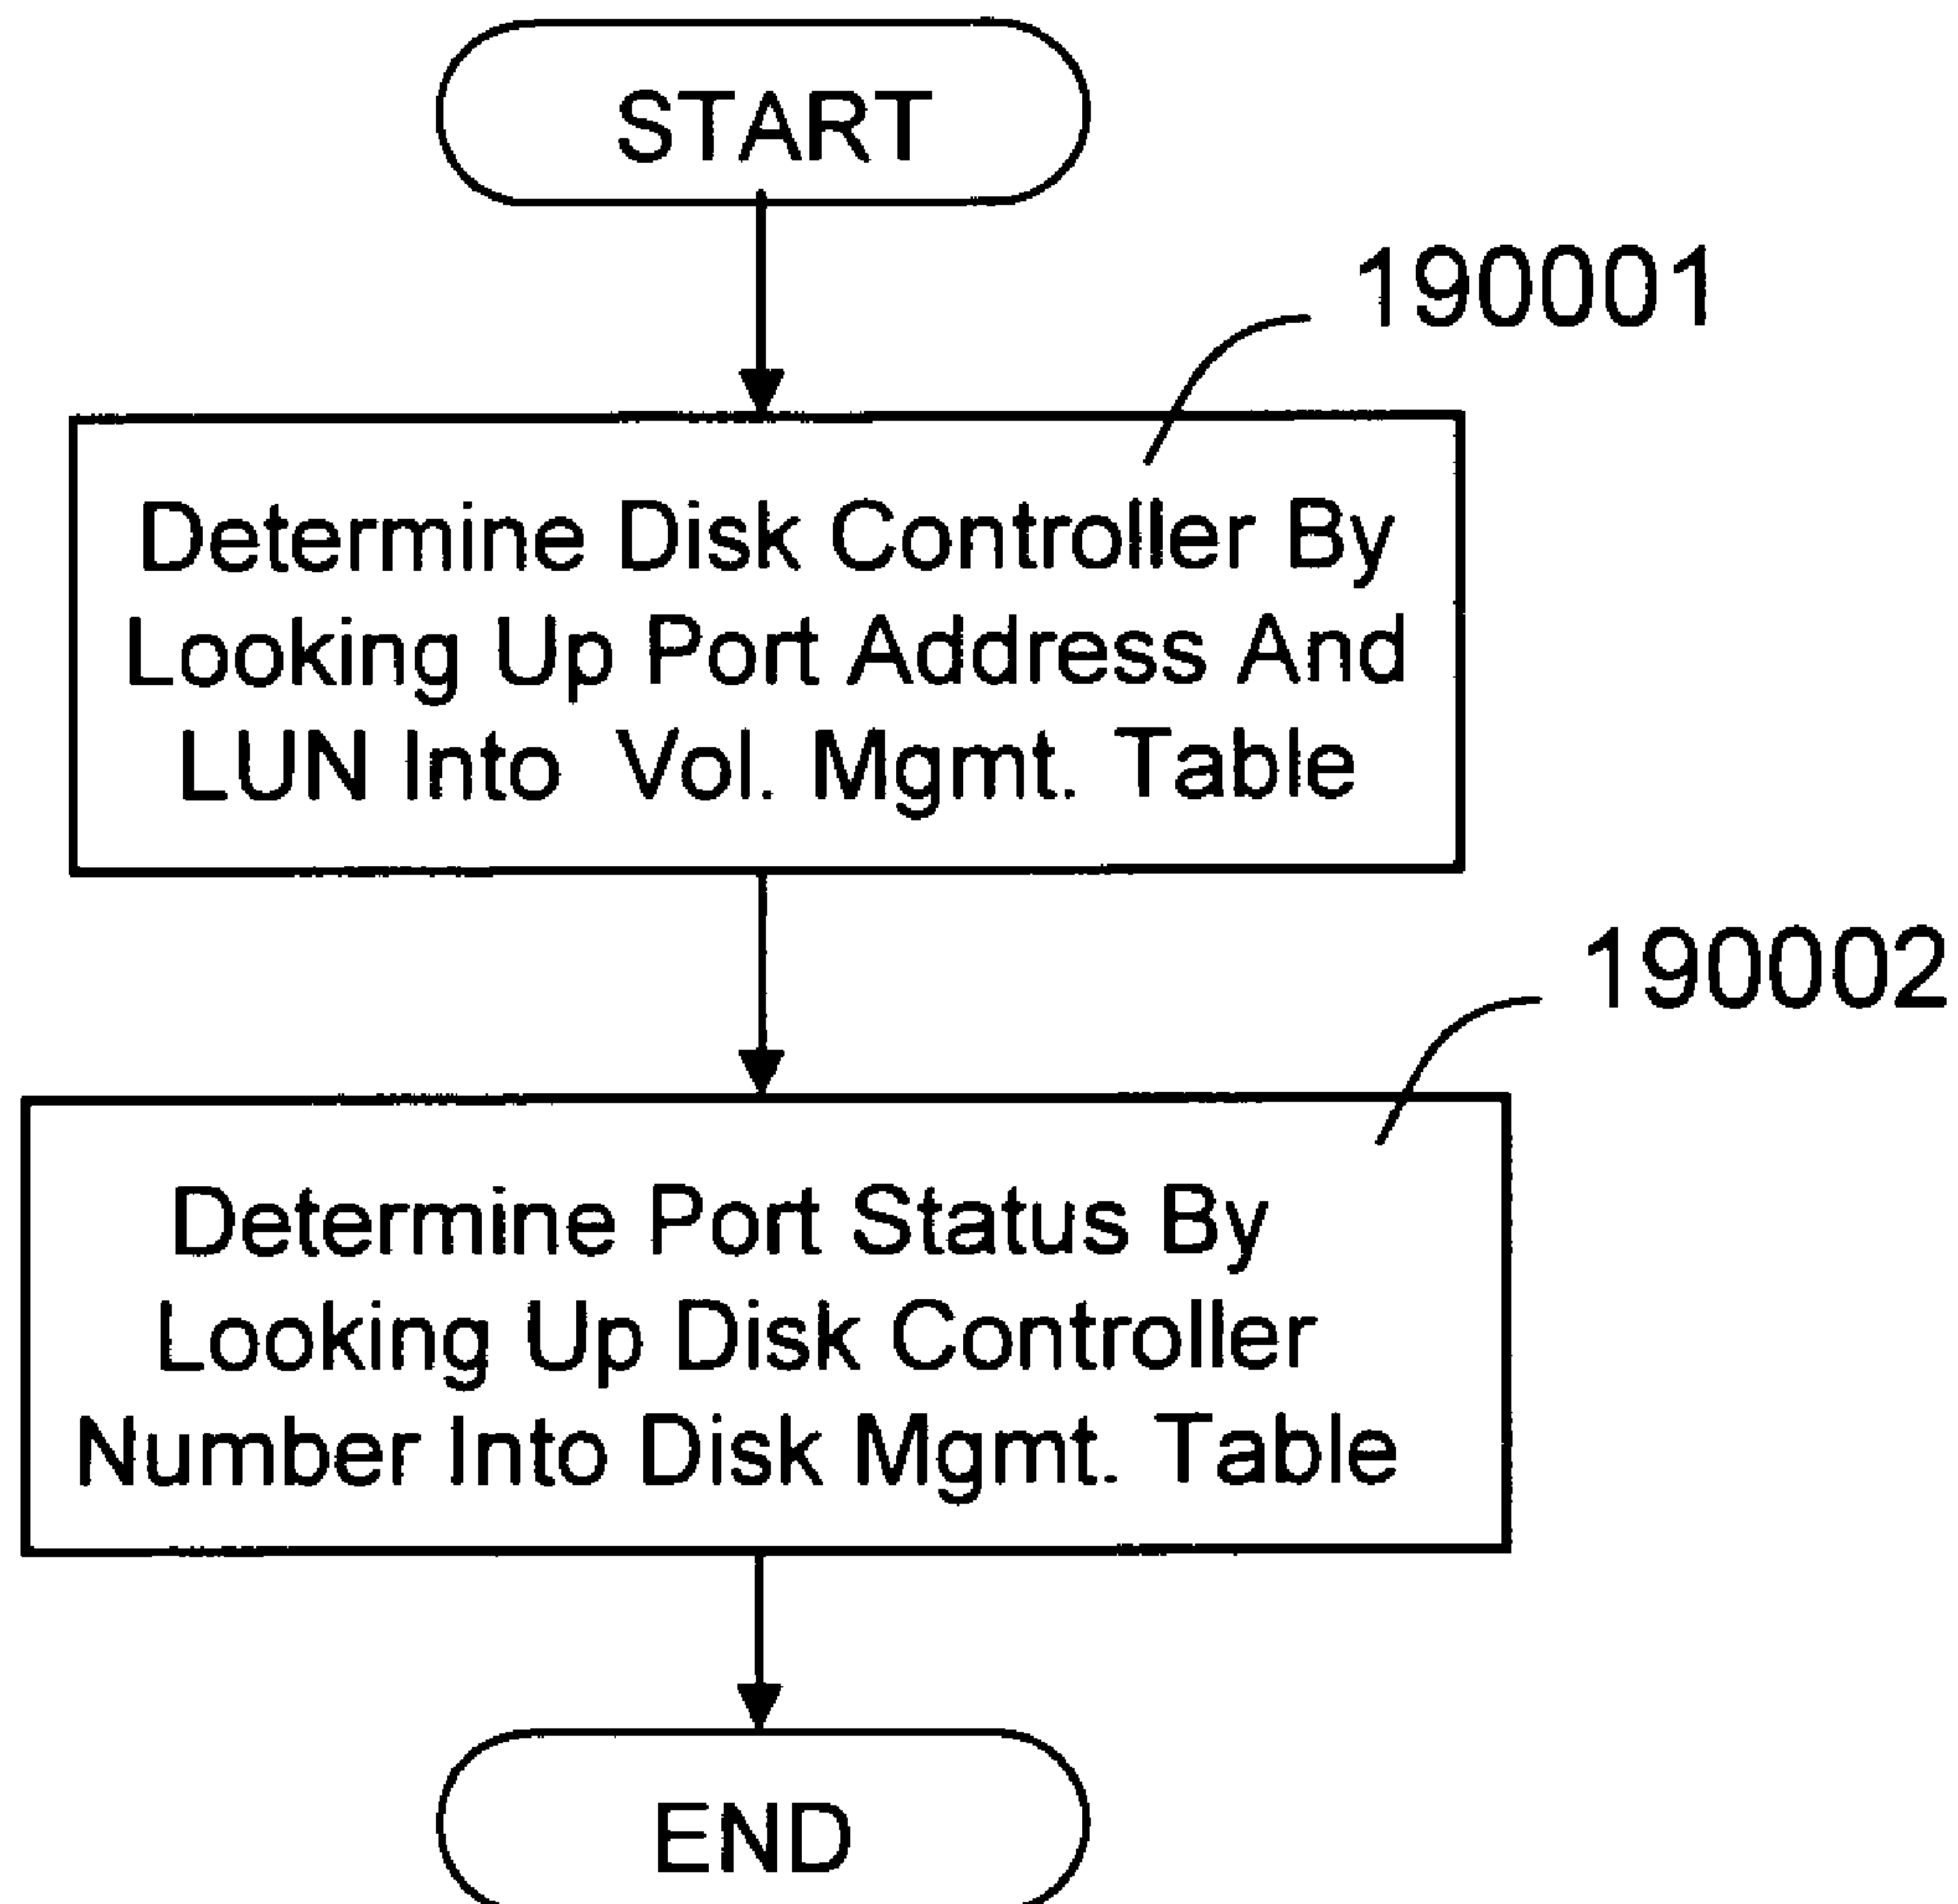 START
190001
Determine Disk Controller By
Looking Up Port Address And
LUN Into Vol. Mgmt. Table
190002
Determine Port Status By
Looking Up Disk Controller
Number Into Disk Mgmt. Table
END